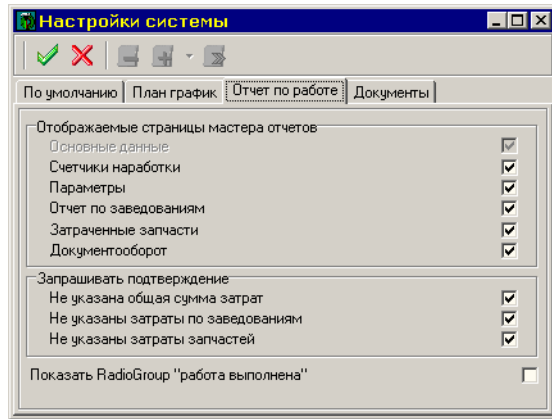 Настройки системы
По умолчанию План график Отчет по работе Документы
Отображаемые страницы мастера отчетов
Основные данные
Счетчики наработки
Параметры
Отчет по заведованиям
Затраченные запчасти
Документооборот
Запрашивать подтверждение
Не указана общая сумма затрат
Не указаны затраты по заведованиям
Не указаны затраты запчастей
Показать RadioGroup "работа выполнена"